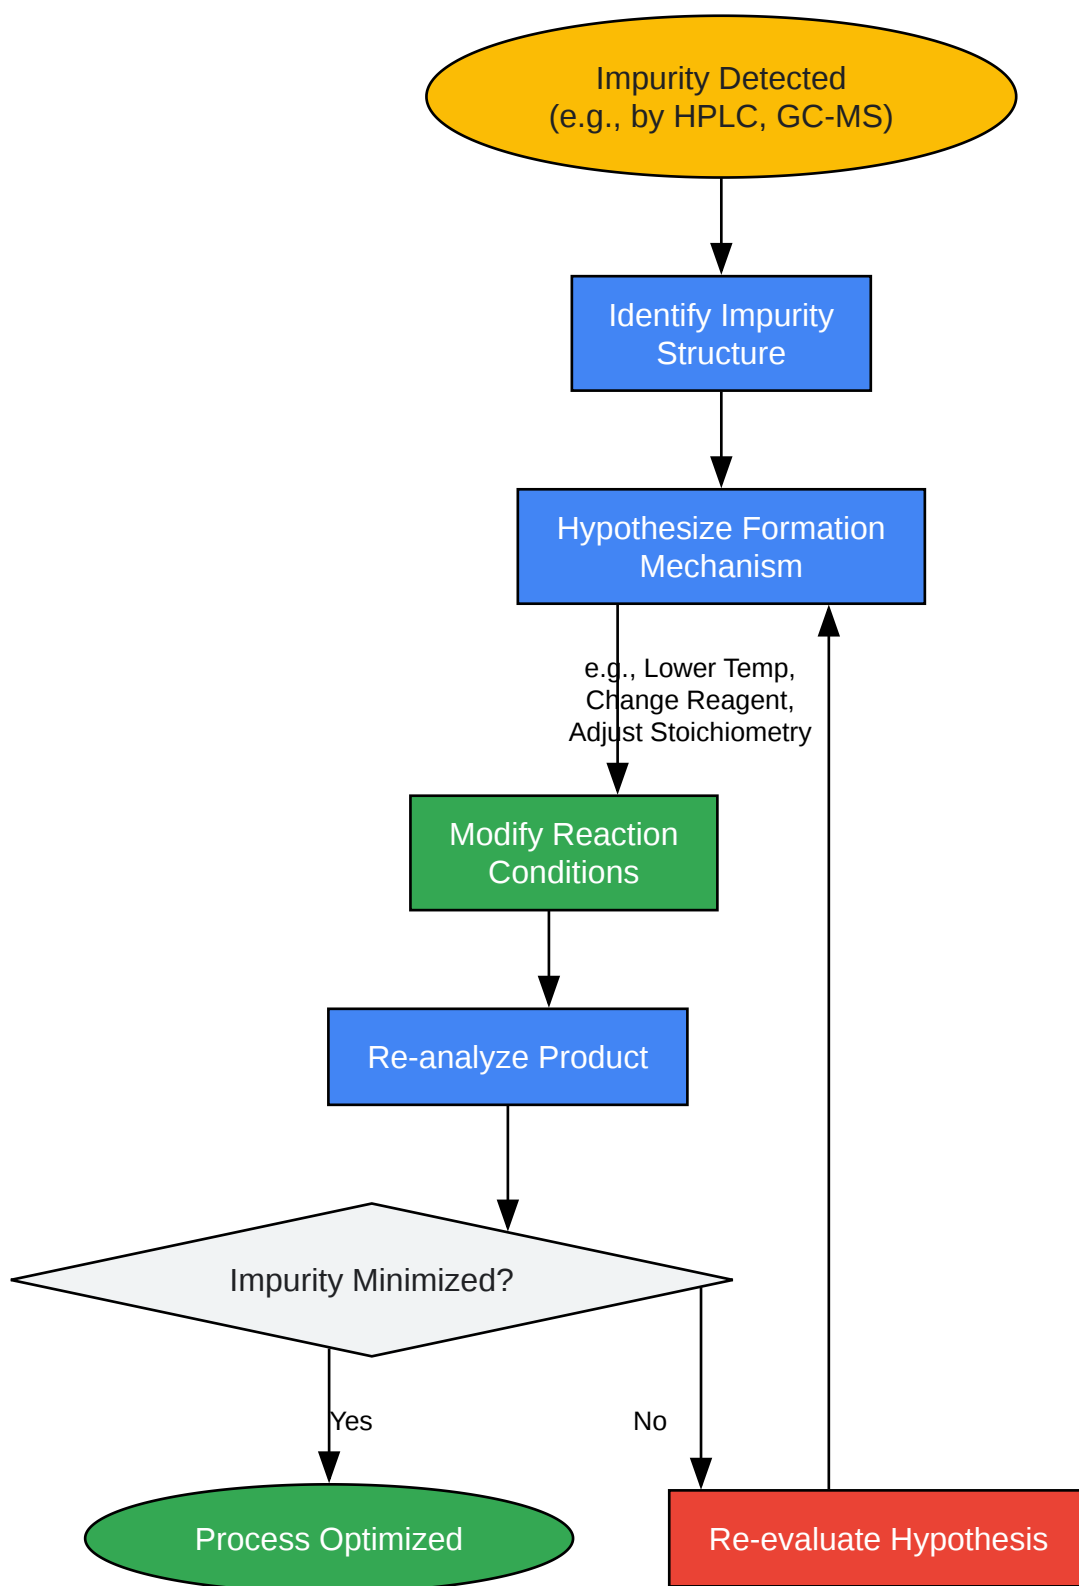 Impurity Detected
(e.g., by HPLC, GC-MS)
Identify Impurity
Structure
Hypothesize Formation
Mechanism
e.g., Lower Temp,
Change Reagent,
Adjust Stoichiometry
Modify Reaction
Conditions
Re-analyze Product
Impurity Minimized?
Yes
No
Process Optimized
Re-evaluate Hypothesis